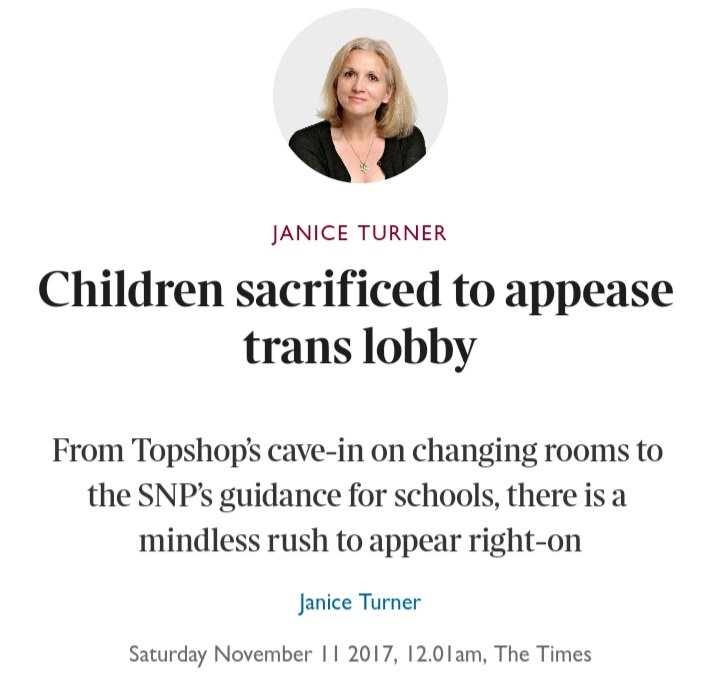 JANICE TURNER
Children sacrificed to appease
trans lobby
From Topshop's cave-in on changing rooms to
the SNP's guidance for schools, there is a
mindless rush to appear right-on
Janice Turner
Saturday November 11 2017, 12.01am, The Times